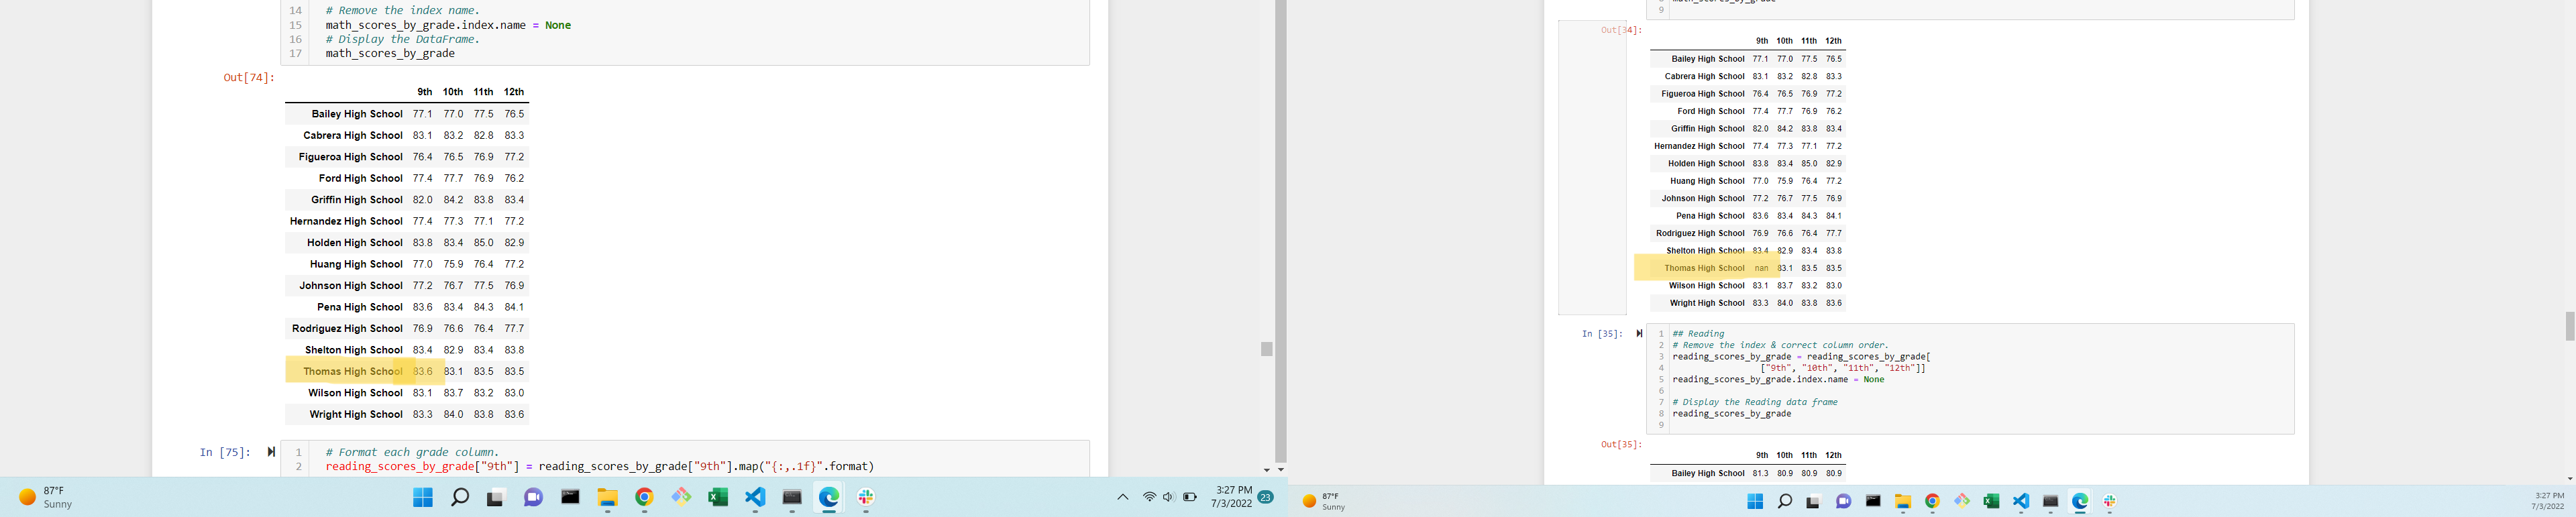 14 # Remove the index name.
15 math_scores_by_grade.index.name = None
16 # Display the DataFrame.
17 math_scores_by_grade
Out[74]:
9th 10th 11th 12th
Bailey High School 77.1 77.0 77.5 76.5
Cabrera High School 83.1 83.2 82.8 83.3
Figueroa High School 76.4 76.5 76.9 77.2
Ford High School 77.4 77.7 76.9 76.2
Griffin High School 82.0 84.2 83.8 83.4
Hernandez High School 77.4 77.3 77.1 77.2
Holden High School 83.8 83.4 85.0 82.9
Huang High School 77.0 75.9 76.4 77.2
Johnson High School 77.2 76.7 77.5 76.9
Pena High School 83.6 83.4 84.3 84.1
Rodriguez High School 76.9 76.6 76.4 77.7
Shelton High School 83.4 82.9 83.4 83.8
Thomas High School 83.6 83.1 83.5 83.5
Wilson High School 83.1 83.7 83.2 83.0
Wright High School 83.3 84.0 83.8 83.6
In [75]:
1 # Format each grade column.
2 reading_scores_by_grade["9th"] = reading_scores_by_grade["9th"].map("{:,.1f}".format)
87°F
Sunny
3:27 PM
7/3/2022
23
9
Out[34]:
9th 10th 11th 12th
Bailey High School 77.1 77.0 77.5 76.5
Cabrera High School 83.1 83.2 82.8 83.3
Figueroa High School 76.4 76.5 76.9 77.2
Ford High School 77.4 77.7 76.9 76.2
Griffin High School 82.0 84.2 83.8 83.4
Hernandez High School 77.4 77.3 77.1 77.2
Holden High School 83.8 83.4 85.0 82.9
Huang High School 77.0 75.9 76.4 77.2
Johnson High School 77.2 76.7 77.5 76.9
Pena High School 83.6 83.4 84.3 84.1
Rodriguez High School 76.9 76.6 76.4 77.7
Shelton High School 83.4 82.9 83.4 83.8
Thomas High School nan 83.1 83.5 83.5
Wilson High School 83.1 83.7 83.2 83.0
Wright High School 83.3 84.0 83.8 83.6
In [35]:
1 ## Reading
2 # Remove the index & correct column order.
3 reading_scores_by_grade = reading_scores_by_grade[
4 ["9th", "10th", "11th", "12th"]]
5 reading_scores_by_grade.index.name = None
6
7 # Display the Reading data frame
8 reading_scores_by_grade
9
Out[35]:
9th 10th 11th 12th
Bailey High School 81.3 80.9 80.9 80.9
87°F
Sunny
3:27 PM
7/3/2022